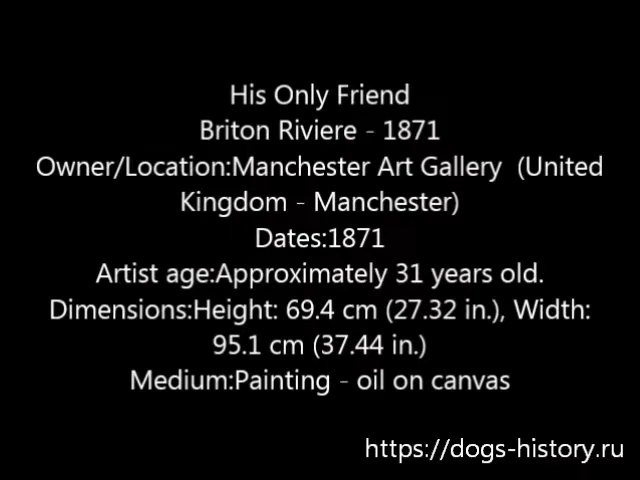 His Only Friend
Briton Riviere - 1871
Owner/Location:Manchester Art Gallery  (United
Kingdom - Manchester)
Dates:1871
Artist age:Approximately 31 years old.
Dimensions:Height: 69.4 cm (27.32 in.), Width:
95.1 cm (37.44 in.)
Medium:Painting - oil on canvas
https://dogs-history.ru